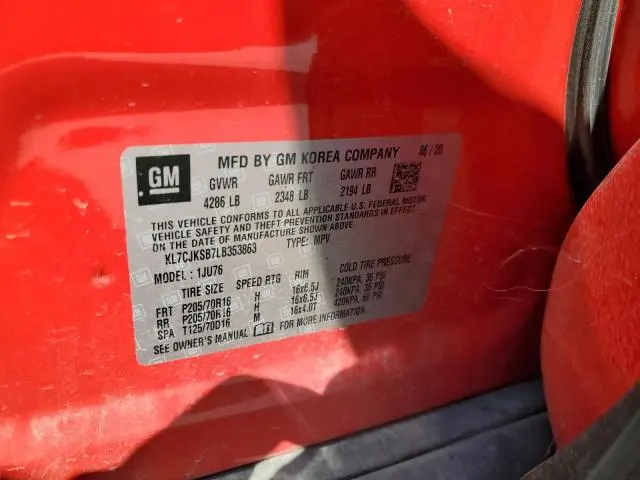 GM MFD BY GM KOREA COMPANY 06 / 20
GVWR GAWR FRT GAWR RR
4286 LB 2348 LB 2194 LB
THIS VEHICLE CONFORMS TO ALL APPLICABLE U.S. FEDERAL MOTOR
VEHICLE SAFETY AND THEFT PREVENTION STANDARDS IN EFFECT
ON THE DATE OF MANUFACTURE SHOWN ABOVE.
KL7CJKSB7LB353863 TYPE: MPV
MODEL: 1JU76
TIRE SIZE SPEED RTG RIM COLD TIRE PRESSURE
FRT P205/70R16 H 16x6.5J 240KPA, 35 PSI
RR P205/70R16 H 16x6.5J 240KPA, 35 PSI
SPA T125/70D16 M 16x4.0T 420KPA, 60 PSI
SEE OWNER'S MANUAL FOR MORE INFORMATION